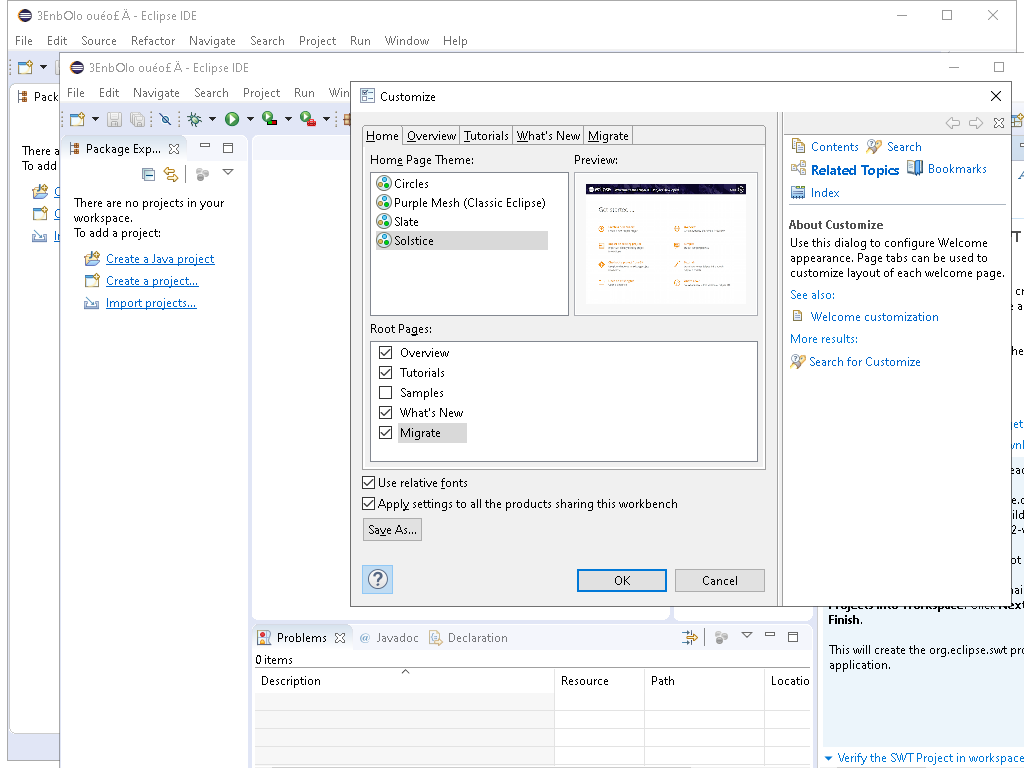 3EnbOlo ouéo£ Ä - Eclipse IDE
File Edit Source Refactor Navigate Search Project Run Window Help
3EnbOlo ouéo£ Ä - Eclipse IDE
File Edit Navigate Search Project Run Win
Pack
There a
To add
Package Exp...
There are no projects in your
workspace.
To add a project:
Create a Java project
Create a project...
Import projects...
Customize
Home Overview Tutorials What's New Migrate
Home Page Theme:
Circles
Purple Mesh (Classic Eclipse)
Slate
Solstice
Preview:
Root Pages:
Overview
Tutorials
Samples
What's New
Migrate
Use relative fonts
Apply settings to all the products sharing this workbench
Save As...
OK Cancel
Contents Search
Related Topics Bookmarks
Index
About Customize
Use this dialog to configure Welcome
appearance. Page tabs can be used to
customize layout of each welcome page.
See also:
Welcome customization
More results:
Search for Customize
Projects into Workspace. Click Next
Finish.
This will create the org.eclipse.swt pro
application.
Verify the SWT Project in workspace
Problems Javadoc Declaration
0 items
Description Resource Path Locatio